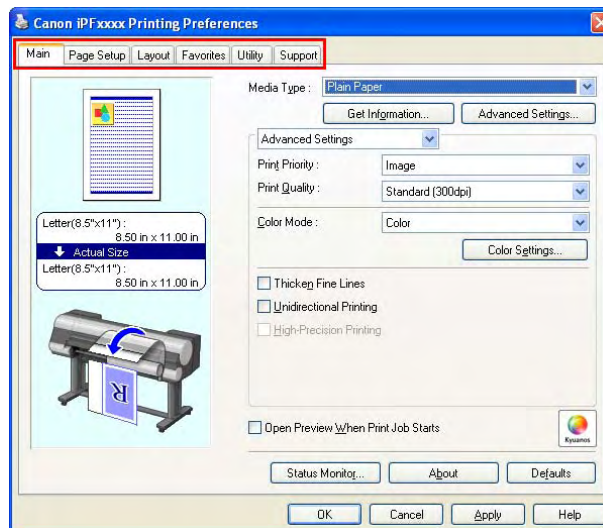 Canon iPFxxxx Printing Preferences
Main Page Setup Layout Favorites Utility Support
Media Type : Plain Paper
Get Information... Advanced Settings...
Advanced Settings
Print Priority : Image
Print Quality : Standard (300dpi)
Color Mode : Color
Color Settings...
Thicken Fine Lines
Unidirectional Printing
High-Precision Printing
Letter(8.5"x11") :
8.50 in x 11.00 in
Actual Size
Letter(8.5"x11") :
8.50 in x 11.00 in
R
Open Preview When Print Job Starts
Kyuanos
Status Monitor... About Defaults
OK Cancel Apply Help